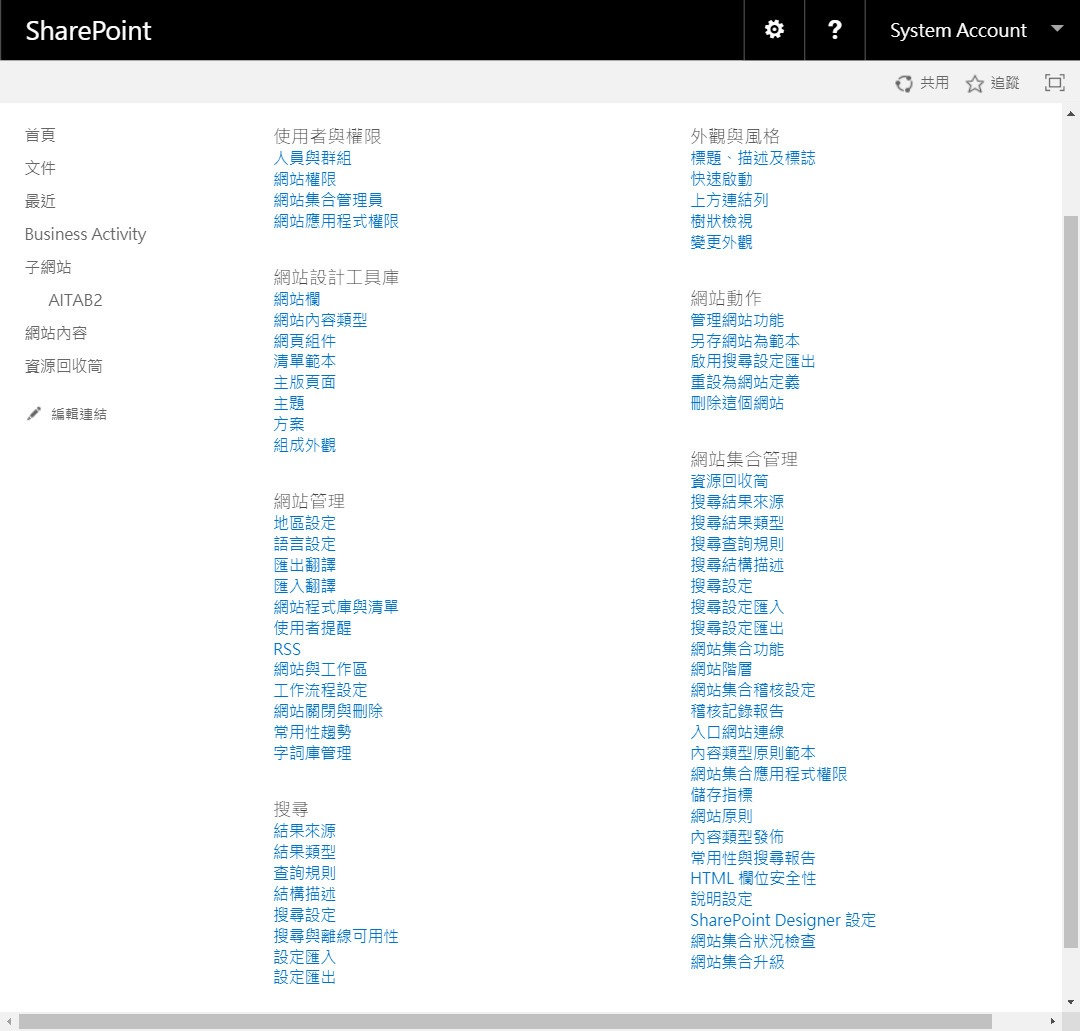 SharePoint
System Account
共用
追蹤
首頁
文件
最近
Business Activity
子網站
AITAB2
網站內容
資源回收筒
編輯連結
使用者與權限
人員與群組
網站權限
網站集合管理員
網站應用程式權限
網站設計工具庫
網站欄
網站內容類型
網頁組件
清單範本
主版頁面
主題
方案
組成外觀
網站管理
地區設定
語言設定
匯出翻譯
匯入翻譯
網站程式庫與清單
使用者提醒
RSS
網站與工作區
工作流程設定
網站關閉與刪除
常用性趨勢
字詞庫管理
搜尋
結果來源
結果類型
查詢規則
結構描述
搜尋設定
搜尋與離線可用性
設定匯入
設定匯出
外觀與風格
標題、描述及標誌
快速啟動
上方連結列
樹狀檢視
變更外觀
網站動作
管理網站功能
另存網站為範本
啟用搜尋設定匯出
重設為網站定義
刪除這個網站
網站集合管理
資源回收筒
搜尋結果來源
搜尋結果類型
搜尋查詢規則
搜尋結構描述
搜尋設定
搜尋設定匯入
搜尋設定匯出
網站集合功能
網站階層
網站集合稽核設定
稽核記錄報告
入口網站連線
內容類型原則範本
網站集合應用程式權限
儲存指標
網站原則
內容類型發佈
常用性與搜尋報告
HTML 欄位安全性
說明設定
SharePoint Designer 設定
網站集合狀況檢查
網站集合升級